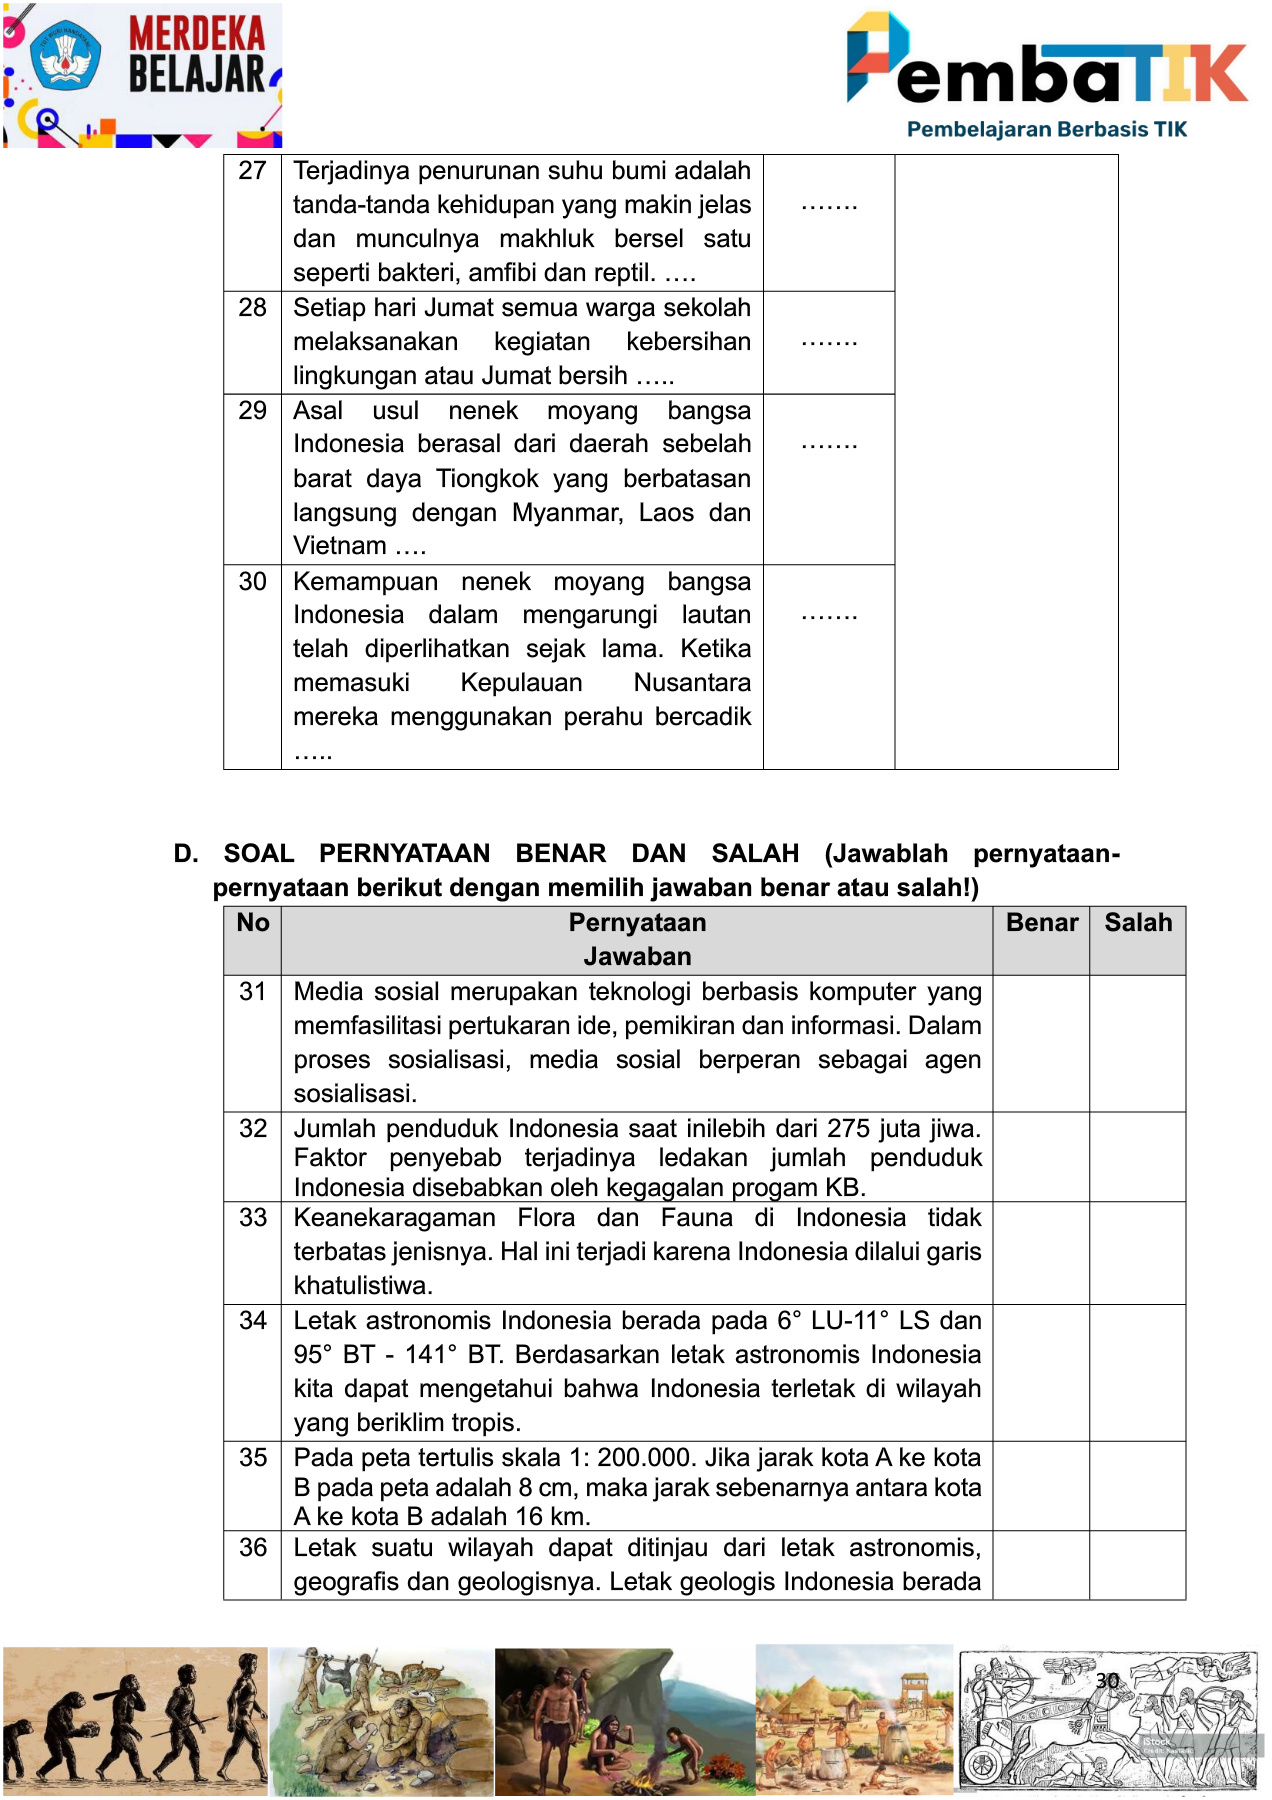 MERDEKA
BELAJAR
PembaTIK
Pembelajaran Berbasis TIK
27 Terjadinya penurunan suhu bumi adalah
tanda-tanda kehidupan yang makin jelas …….
dan munculnya makhluk bersel satu
seperti bakteri, amfibi dan reptil. ….
28 Setiap hari Jumat semua warga sekolah
melaksanakan kegiatan kebersihan …….
lingkungan atau Jumat bersih …..
29 Asal usul nenek moyang bangsa
Indonesia berasal dari daerah sebelah …….
barat daya Tiongkok yang berbatasan
langsung dengan Myanmar, Laos dan
Vietnam ….
30 Kemampuan nenek moyang bangsa
Indonesia dalam mengarungi lautan …….
telah diperlihatkan sejak lama. Ketika
memasuki Kepulauan Nusantara
mereka menggunakan perahu bercadik
…..
D. SOAL PERNYATAAN BENAR DAN SALAH (Jawablah pernyataan-
pernyataan berikut dengan memilih jawaban benar atau salah!)
No Pernyataan Benar Salah
Jawaban
31 Media sosial merupakan teknologi berbasis komputer yang
memfasilitasi pertukaran ide, pemikiran dan informasi. Dalam
proses sosialisasi, media sosial berperan sebagai agen
sosialisasi.
32 Jumlah penduduk Indonesia saat inilebih dari 275 juta jiwa.
Faktor penyebab terjadinya ledakan jumlah penduduk
Indonesia disebabkan oleh kegagalan progam KB.
33 Keanekaragaman Flora dan Fauna di Indonesia tidak
terbatas jenisnya. Hal ini terjadi karena Indonesia dilalui garis
khatulistiwa.
34 Letak astronomis Indonesia berada pada 6° LU-11° LS dan
95° BT - 141° BT. Berdasarkan letak astronomis Indonesia
kita dapat mengetahui bahwa Indonesia terletak di wilayah
yang beriklim tropis.
35 Pada peta tertulis skala 1: 200.000. Jika jarak kota A ke kota
B pada peta adalah 8 cm, maka jarak sebenarnya antara kota
A ke kota B adalah 16 km.
36 Letak suatu wilayah dapat ditinjau dari letak astronomis,
geografis dan geologisnya. Letak geologis Indonesia berada
30
iStock